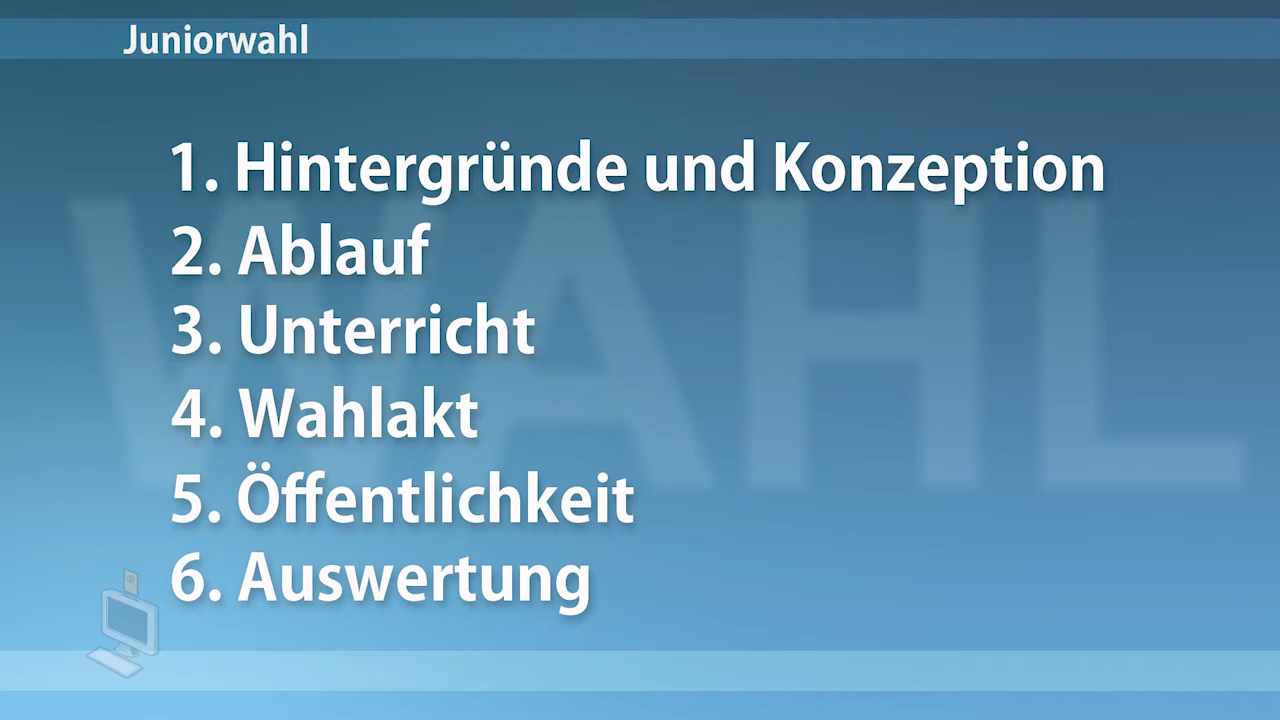 Juniorwahl
1. Hintergründe und Konzeption
2. Ablauf
3. Unterricht
4. Wahlakt
5. Öffentlichkeit
6. Auswertung
WAHL